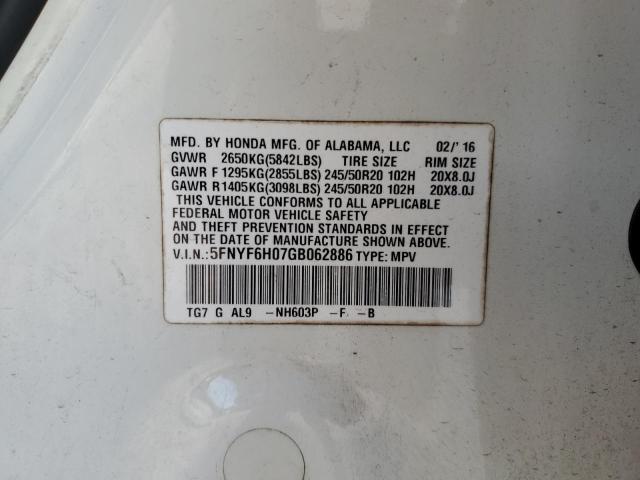 MFD. BY HONDA MFG. OF ALABAMA, LLC 02/'16
GVWR 2650KG(5842LBS) TIRE SIZE RIM SIZE
GAWR F 1295KG(2855LBS) 245/50R20 102H 20X8.0J
GAWR R1405KG(3098LBS) 245/50R20 102H 20X8.0J
THIS VEHICLE CONFORMS TO ALL APPLICABLE
FEDERAL MOTOR VEHICLE SAFETY
AND THEFT PREVENTION STANDARDS IN EFFECT
ON THE DATE OF MANUFACTURE SHOWN ABOVE.
V.I.N.:5FNYF6H07GB062886 TYPE: MPV
TG7 G AL9 -NH603P -F -B